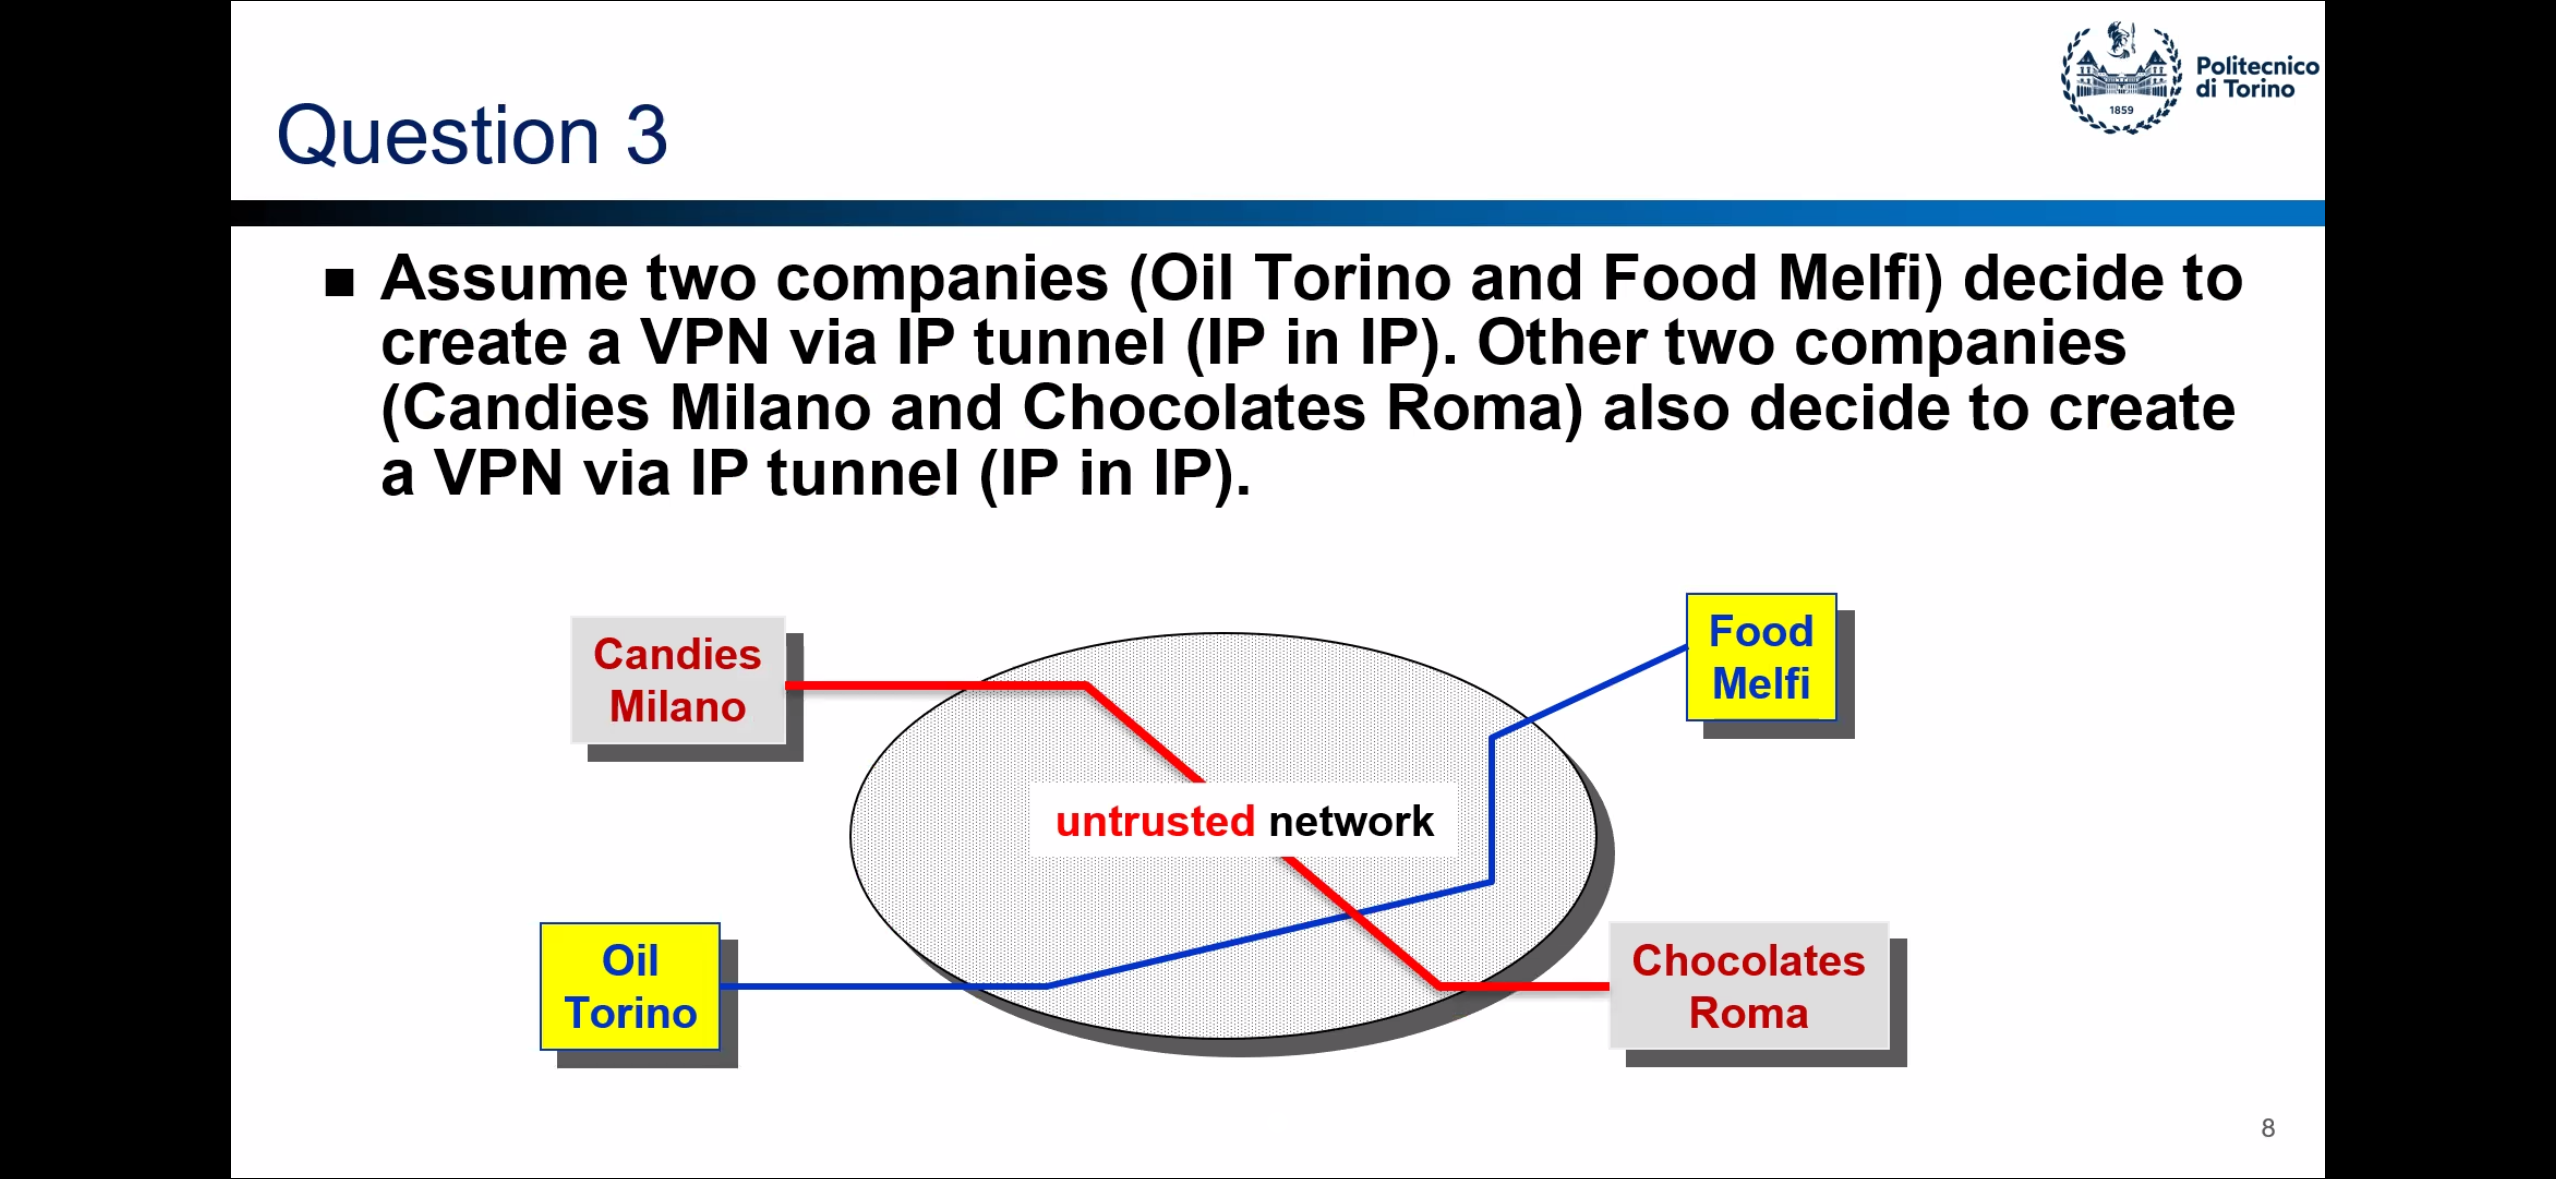 Politecnico
di Torino
1859
Question 3
■ Assume two companies (Oil Torino and Food Melfi) decide to
create a VPN via IP tunnel (IP in IP). Other two companies
(Candies Milano and Chocolates Roma) also decide to create
a VPN via IP tunnel (IP in IP).
Candies
Milano
Food
Melfi
untrusted network
Oil
Torino
Chocolates
Roma
8